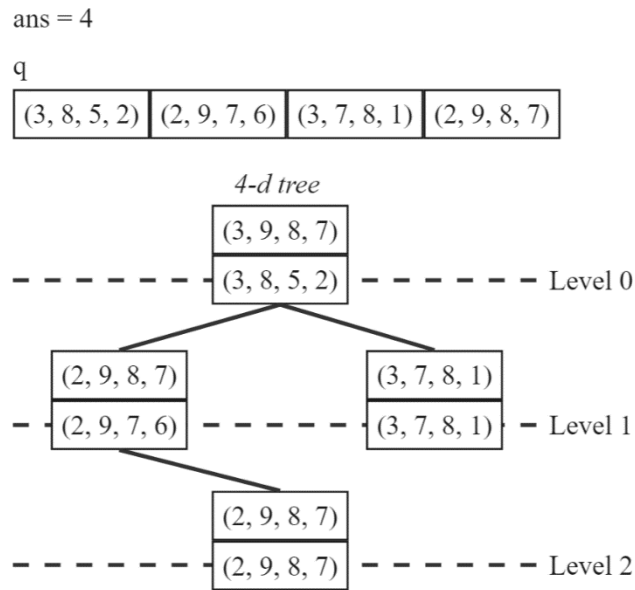 ans = 4
q
(3, 8, 5, 2) (2, 9, 7, 6) (3, 7, 8, 1) (2, 9, 8, 7)
4-d tree
(3, 9, 8, 7)
(3, 8, 5, 2) Level 0
(2, 9, 8, 7) (3, 7, 8, 1)
(2, 9, 7, 6) (3, 7, 8, 1) Level 1
(2, 9, 8, 7)
(2, 9, 8, 7) Level 2